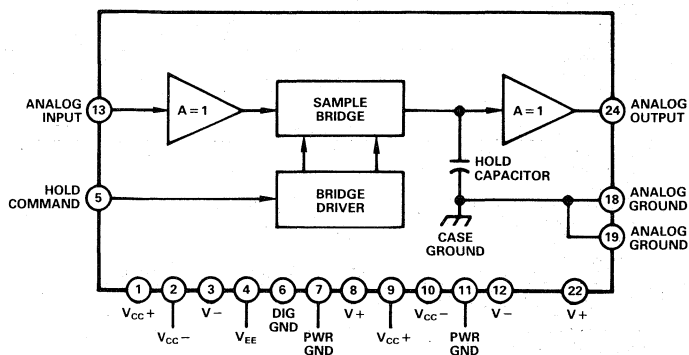 ANALOG INPUT
13
A = 1
SAMPLE BRIDGE
A = 1
24
ANALOG OUTPUT
HOLD CAPACITOR
HOLD COMMAND
5
BRIDGE DRIVER
CASE GROUND
18
ANALOG GROUND
19
ANALOG GROUND
1
2
3
4
6
7
8
9
10
11
12
22
VCC+
VCC−
V−
VEE
DIG GND
PWR GND
V+
VCC+
VCC−
PWR GND
V−
V+